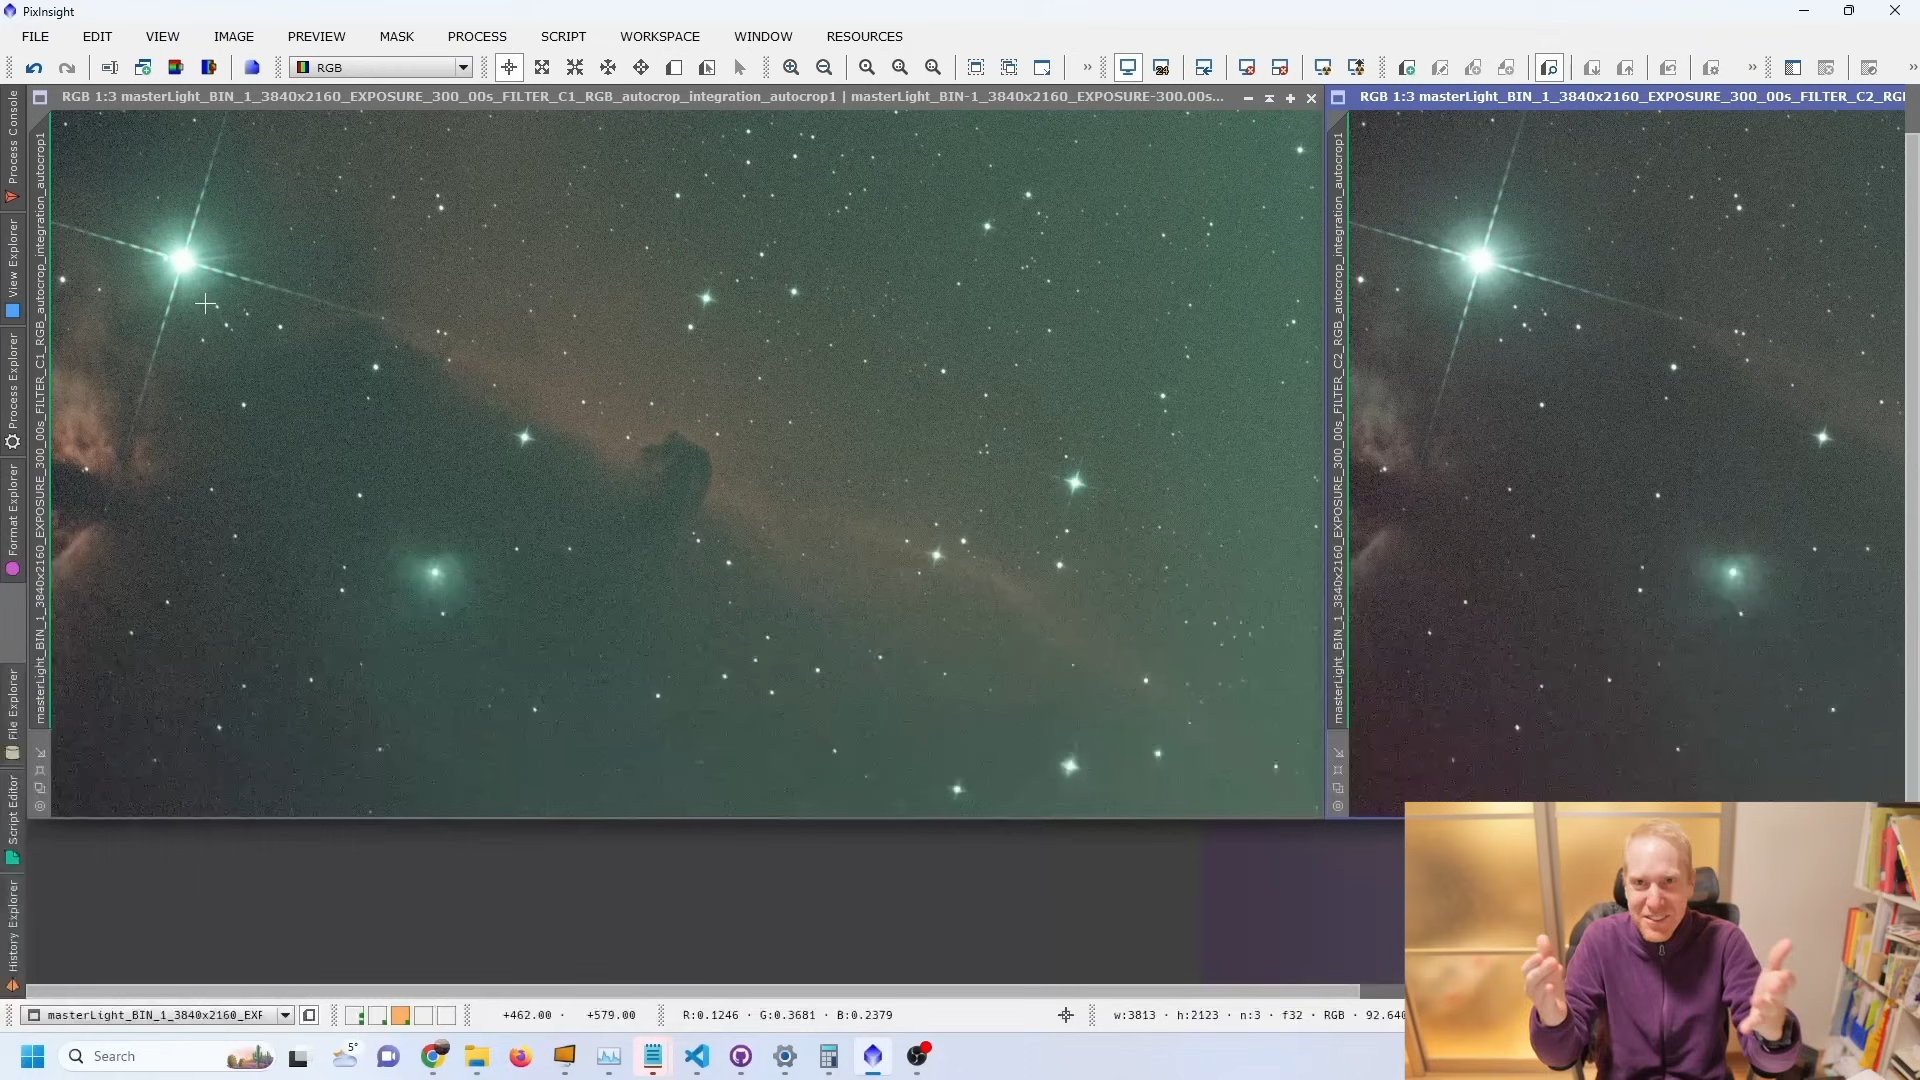 PixInsight
FILE EDIT VIEW IMAGE PREVIEW MASK PROCESS SCRIPT WORKSPACE WINDOW RESOURCES
RGB
24
RGB 1:3 masterLight_BIN_1_3840x2160_EXPOSURE_300_00s_FILTER_C1_RGB_autocrop_integration_autocrop1 | masterLight_BIN-1_3840x2160_EXPOSURE-300.00s...
RGB 1:3 masterLight_BIN_1_3840x2160_EXPOSURE_300_00s_FILTER_C2_RGI
Process Console
View Explorer
Process Explorer
Format Explorer
File Explorer
Script Editor
History Explorer
masterLight_BIN_1_3840x2160_EXPOSURE_300_00s_FILTER_C1_RGB_autocrop_integration_autocrop1
masterLight_BIN_1_3840x2160_EXPOSURE_300_00s_FILTER_C2_RGB_autocrop_integration_autocrop1
masterLight_BIN_1_3840x2160_EXF
+462.00 · +579.00
R:0.1246 · G:0.3681 · B:0.2379
w:3813 · h:2123 · n:3 · f32 · RGB · 92.640
Search
5°